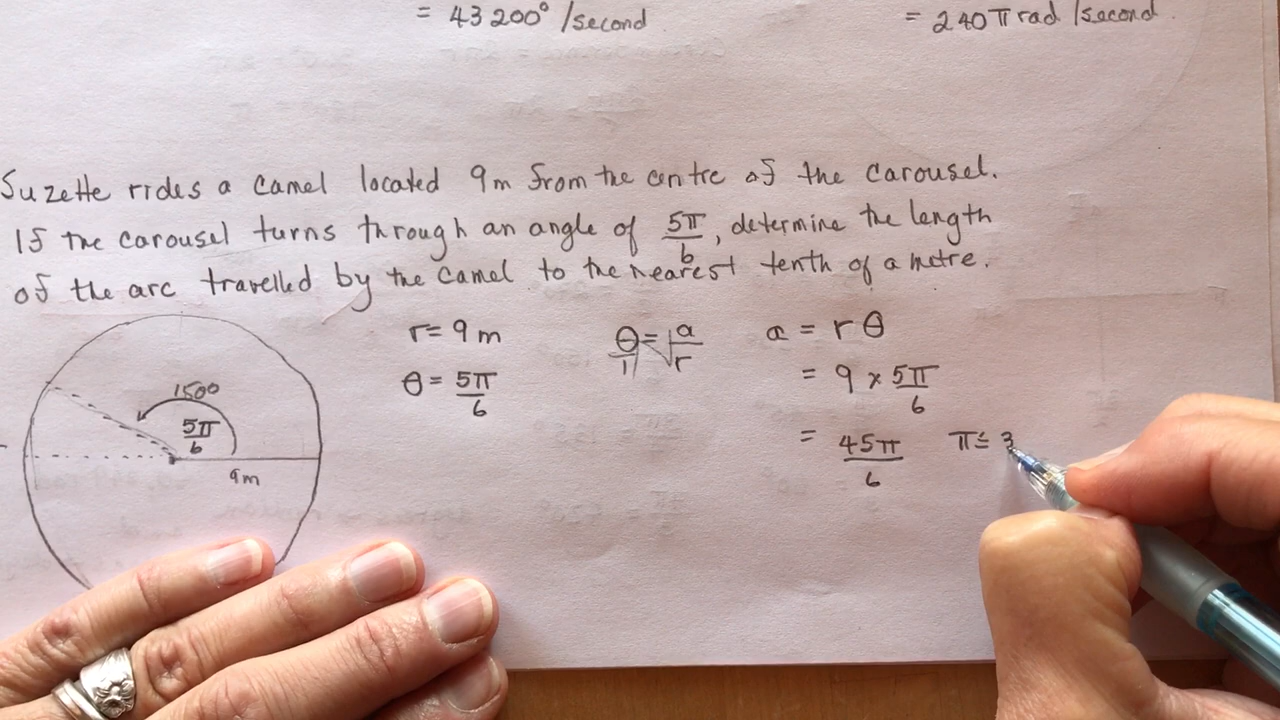 = 43 200° /second
= 240 π rad /second
Suzette rides a camel located 9m from the centre of the carousel.
If the carousel turns through an angle of 5π/6, determine the length
of the arc travelled by the camel to the nearest tenth of a metre.
r = 9 m
θ = 5π/6
θ/1 = a/r
a = r θ
= 9 × 5π/6
= 45π/6
π ≐ 3
150°
5π/6
9m